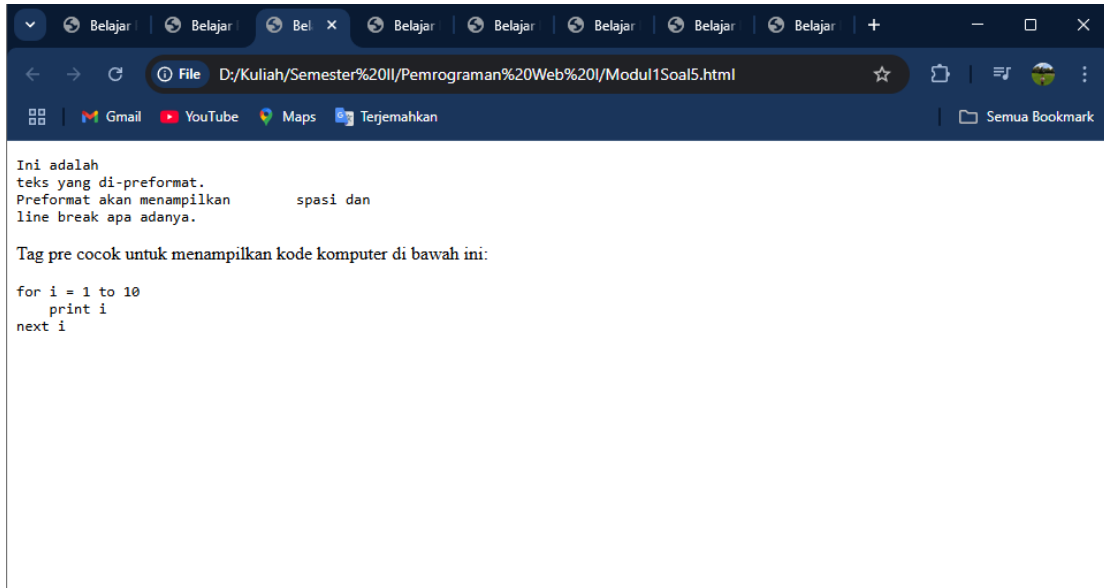 Belajar Belajar Bel Belajar Belajar Belajar Belajar Belajar
File D:/Kuliah/Semester%20II/Pemrograman%20Web%20I/Modul1Soal5.html
Gmail YouTube Maps Terjemahkan Semua Bookmark
Ini adalah
teks yang di-preformat.
Preformat akan menampilkan        spasi dan
line break apa adanya.
Tag pre cocok untuk menampilkan kode komputer di bawah ini:
for i = 1 to 10
    print i
next i